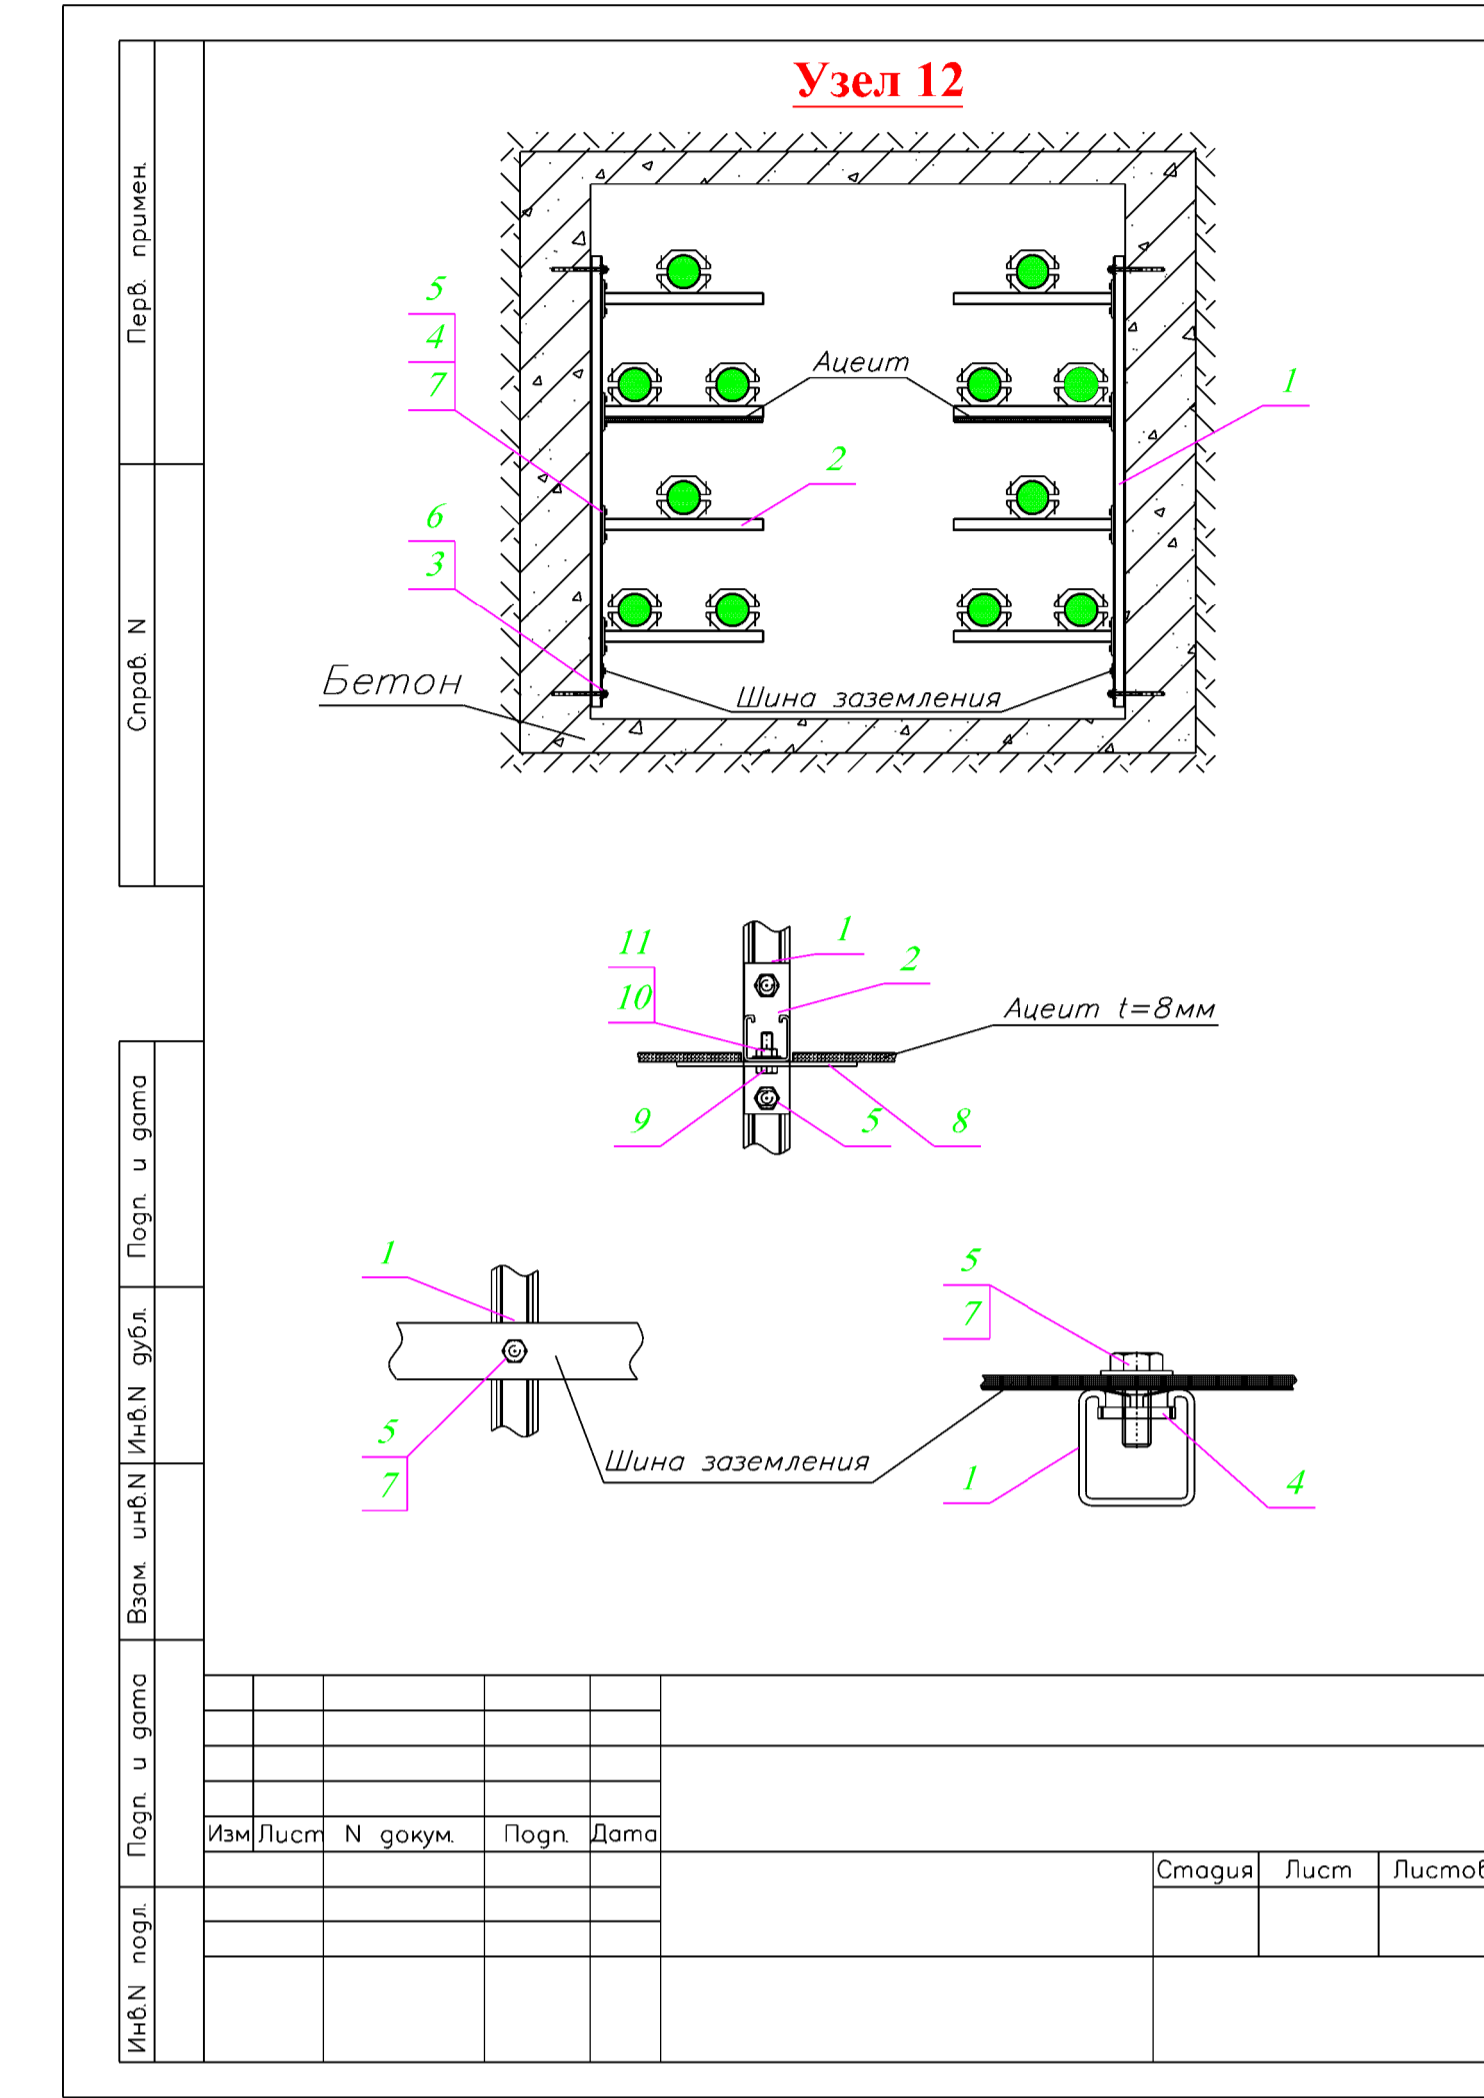 Узел 12
5
4
7
Ацеит
1
2
6
3
Бетон
Шина заземления
11
10
1
2
Ацеит t=8мм
9
5
8
1
5
7
Шина заземления
5
7
1
4
Перв. примен.
Справ. N
Подп. и дата
Инв.N дубл.
Взам. инв.N
Подп. и дата
Инв.N подл.
Изм Лист N докум. Подп. Дата
Стадия Лист Листов